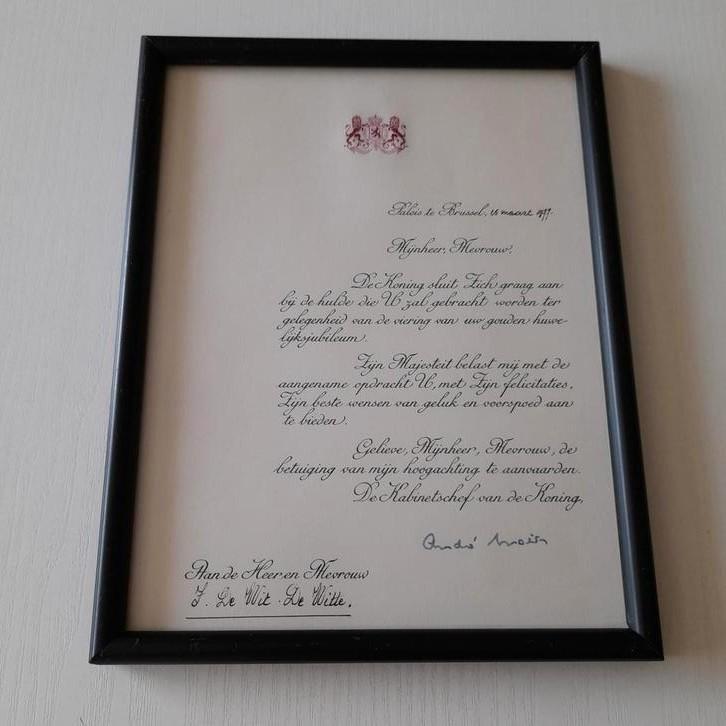 Paleis te Brussel, maart 1977.
Mijnheer, Mevrouw,
De Koning sluit Zich graag aan
bij de hulde die U zal gebracht worden ter
gelegenheid van de viering van uw gouden huwe-
lijksjubileum.
Zijn Majesteit belast mij met de
aangename opdracht U, met Zijn felicitaties,
Zijn beste wensen van geluk en voorspoed aan
te bieden.
Gelieve, Mijnheer, Mevrouw, de
betuiging van mijn hoogachting te aanvaarden.
De Kabinetschef van de Koning,
André
Aan de Heer en Mevrouw
De Wit - De Witte.